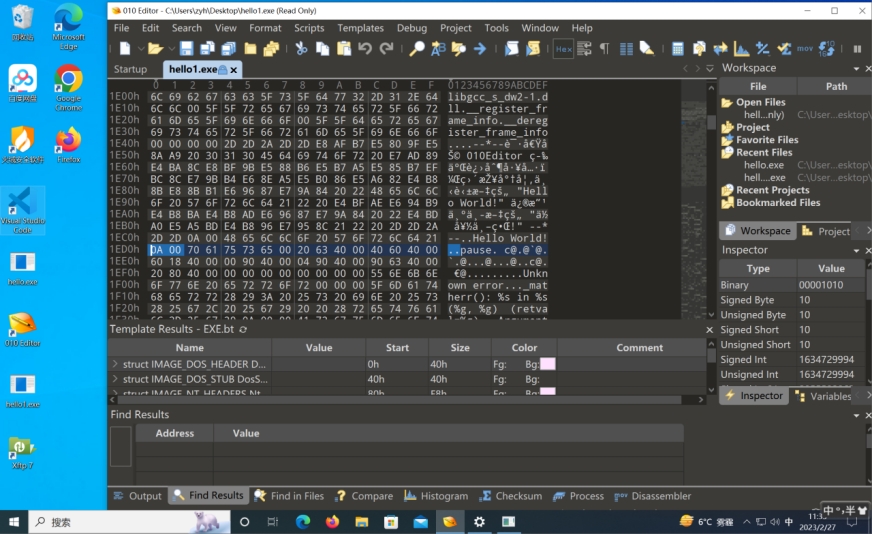 回收站
Microsoft Edge
百度网盘
Google Chrome
火绒安全软件
Firefox
Visual Studio Code
hello.exe
010 Editor
hello1.exe
Xftp 7
010 Editor - C:\Users\zyh\Desktop\hello1.exe (Read Only)
File Edit Search View Format Scripts Templates Debug Project Tools Window Help
Hex
Startup hello1.exe
0 1 2 3 4 5 6 7 8 9 A B C D E F 0123456789ABCDEF
1E00h 6C 69 62 67 63 63 5F 73 5F 64 77 32 2D 31 2E 64 libgcc_s_dw2-1.d
1E10h 6C 6C 00 5F 5F 72 65 67 69 73 74 65 72 5F 66 72 ll.__register_fr
1E20h 61 6D 65 5F 69 6E 66 6F 00 5F 5F 64 65 72 65 67 ame_info.__dereg
1E30h 69 73 74 65 72 5F 66 72 61 6D 65 5F 69 6E 66 6F ister_frame_info
1E40h 00 00 00 00 2D 2D 2A 2D 2D E8 AF B7 E5 80 9F E5
1E50h 8A A9 20 30 31 30 45 64 69 74 6F 72 20 E7 AD 89
1E60h E4 BA 8C E8 BF 9B E5 88 B6 E5 B7 A5 E5 85 B7 EF
1E70h BC 8C E7 9B B4 E6 8E A5 E5 B0 86 E5 A6 82 E4 B8
1E80h 8B E8 8B B1 E6 96 87 E7 9A 84 20 22 48 65 6C 6C
1E90h 6F 20 57 6F 72 6C 64 21 22 20 E4 BF AE E6 94 B9
1EA0h E4 B8 BA E4 B8 AD E6 96 87 E7 9A 84 20 22 E4 BD
1EB0h A0 E5 A5 BD E4 B8 96 E7 95 8C 21 22 20 2D 2D 2A
1EC0h 2D 2D 0A 00 48 65 6C 6C 6F 20 57 6F 72 6C 64 21 --..Hello World!
1ED0h 0A 00 70 61 75 73 65 00 20 63 40 00 40 60 40 00 ..pause. c@.@`@.
1EE0h 60 18 40 00 00 90 40 00 04 90 40 00 90 63 40 00 `.@...@...@..c@.
1EF0h 20 80 40 00 00 00 00 00 00 00 00 00 55 6E 6B 6E €@.........Unkn
1F00h 6F 77 6E 20 65 72 72 6F 72 00 00 00 5F 6D 61 74 own error..._mat
1F10h 68 65 72 72 28 29 3A 20 25 73 20 69 6E 20 25 73 herr(): %s in %s
1F20h 28 25 67 2C 20 25 67 29 20 20 28 72 65 74 76 61 (%g, %g) (retva
Template Results - EXE.bt
Name Value Start Size Color Comment
struct IMAGE_DOS_HEADER D... 0h 40h Fg: Bg:
struct IMAGE_DOS_STUB DosS... 40h 40h Fg: Bg:
struct IMAGE_NT_HEADERS Nt... 80h F8h Fg: Bg:
Find Results
Address Value
Output Find Results Find in Files Compare Histogram Checksum Process Disassembler
Workspace
File Path
Open Files
hell...nly) C:\User...esktop\
Project
Favorite Files
Recent Files
hello.exe C:\User...esktop\
hell....exe C:\User...esktop\
Recent Projects
Bookmarked Files
Workspace Project
Inspector
Type Value
Binary 00001010
Signed Byte 10
Unsigned Byte 10
Signed Short 10
Unsigned Short 10
Signed Int 1634729994
Unsigned Int 1634729994
Inspector Variables
搜索
6°C 雾霾
中
2023/2/27
中 半